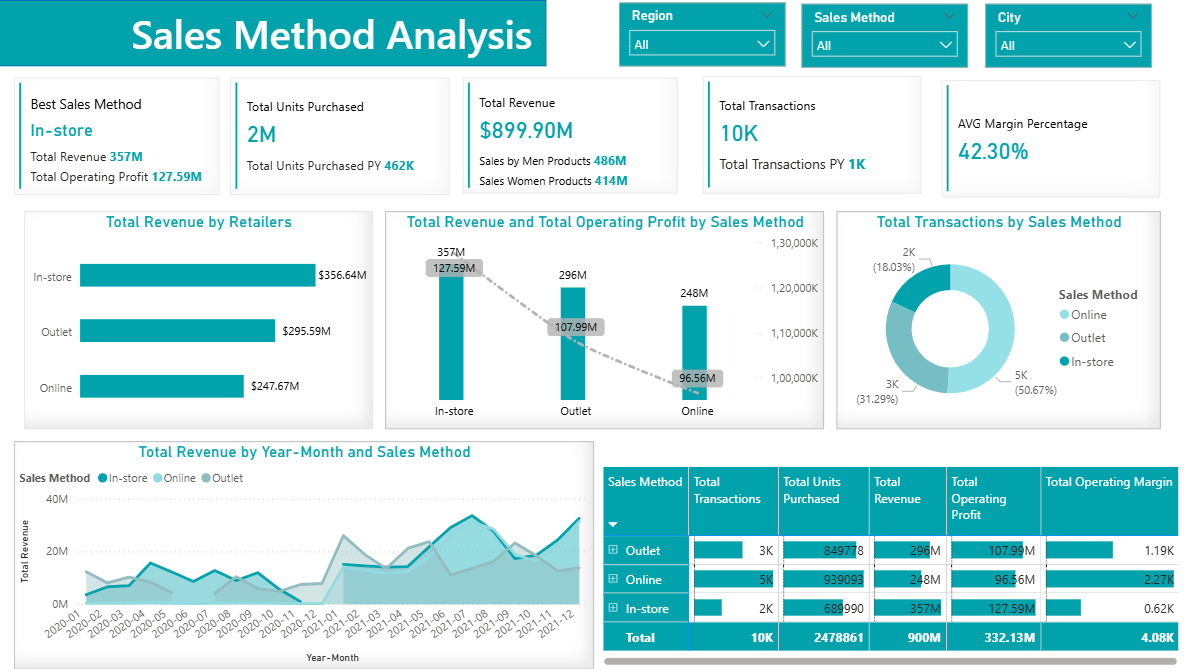 Sales Method Analysis
Region
All
Sales Method
All
City
All
Best Sales Method
In-store
Total Revenue 357M
Total Operating Profit 127.59M
Total Units Purchased
2M
Total Units Purchased PY 462K
Total Revenue
$899.90M
Sales by Men Products 486M
Sales Women Products 414M
Total Transactions
10K
Total Transactions PY 1K
AVG Margin Percentage
42.30%
Total Revenue by Retailers
In-store $356.64M
Outlet $295.59M
Online $247.67M
Total Revenue and Total Operating Profit by Sales Method
357M
127.59M
296M
107.99M
248M
96.56M
1,30,000K
1,20,000K
1,10,000K
1,00,000K
In-store Outlet Online
Total Transactions by Sales Method
2K
(18.03%)
3K
(31.29%)
5K
(50.67%)
Sales Method
Online
Outlet
In-store
Total Revenue by Year-Month and Sales Method
Sales Method In-store Online Outlet
Total Revenue
40M
20M
0M
2020-01 2020-02 2020-03 2020-04 2020-05 2020-06 2020-07 2020-08 2020-09 2020-10 2020-11 2020-12 2021-01 2021-02 2021-03 2021-04 2021-05 2021-06 2021-07 2021-08 2021-09 2021-10 2021-11 2021-12
Year-Month
Sales Method Total Transactions Total Units Purchased Total Revenue Total Operating Profit Total Operating Margin
Outlet 3K 849778 296M 107.99M 1.19K
Online 5K 939093 248M 96.56M 2.27K
In-store 2K 689990 357M 127.59M 0.62K
Total 10K 2478861 900M 332.13M 4.08K